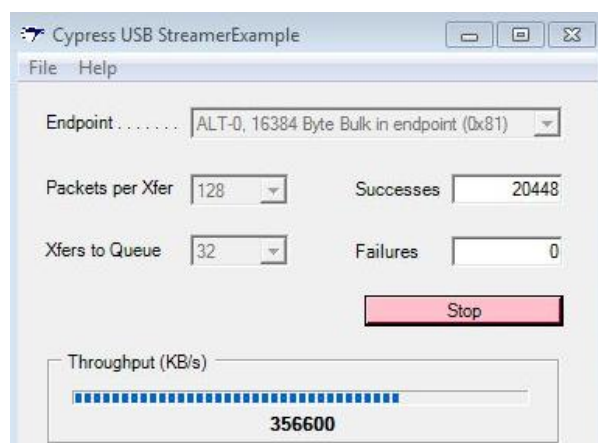 Cypress USB StreamerExample
File Help
Endpoint . . . . . . . ALT-0, 16384 Byte Bulk in endpoint (0x81)
Packets per Xfer 128 Successes 20448
Xfers to Queue 32 Failures 0
Stop
Throughput (KB/s)
356600